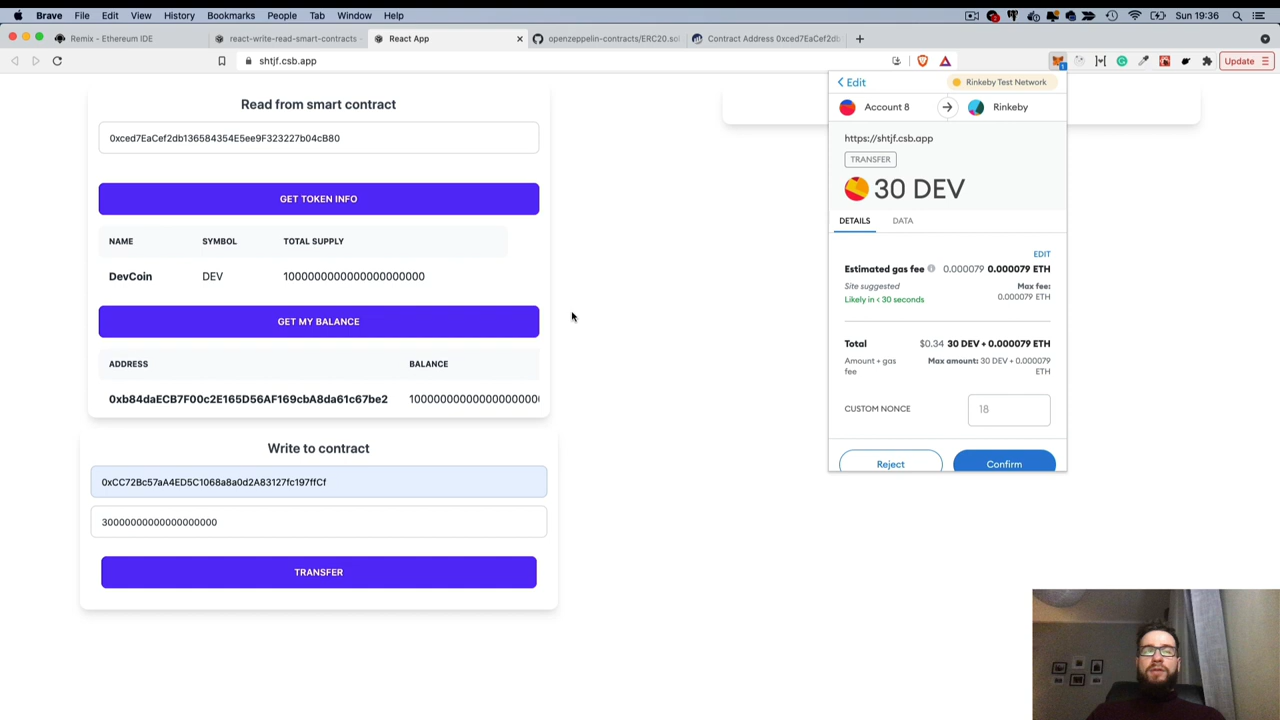 Brave File Edit View History Bookmarks People Tab Window Help Sun 19:36
Remix - Ethereum IDE react-write-read-smart-contracts React App openzeppelin-contracts/ERC20.sol Contract Address 0xced7EaCef2db
shtjf.csb.app Update
Read from smart contract
0xced7EaCef2db136584354E5ee9F323227b04cB80
GET TOKEN INFO
NAME SYMBOL TOTAL SUPPLY
DevCoin DEV 100000000000000000000
GET MY BALANCE
ADDRESS BALANCE
0xb84daECB7F00c2E165D56AF169cbA8da61c67be2
Write to contract
0xCC72Bc57aA4ED5C1068a8a0d2A83127fc197ffCf
30000000000000000000
TRANSFER
Edit Rinkeby Test Network
Account 8 Rinkeby
https://shtjf.csb.app
TRANSFER
30 DEV
DETAILS DATA
EDIT
Estimated gas fee 0.000079 0.000079 ETH
Site suggested Max fee:
Likely in < 30 seconds 0.000079 ETH
Total $0.34 30 DEV + 0.000079 ETH
Amount + gas Max amount: 30 DEV + 0.000079
fee ETH
CUSTOM NONCE 18
Reject Confirm